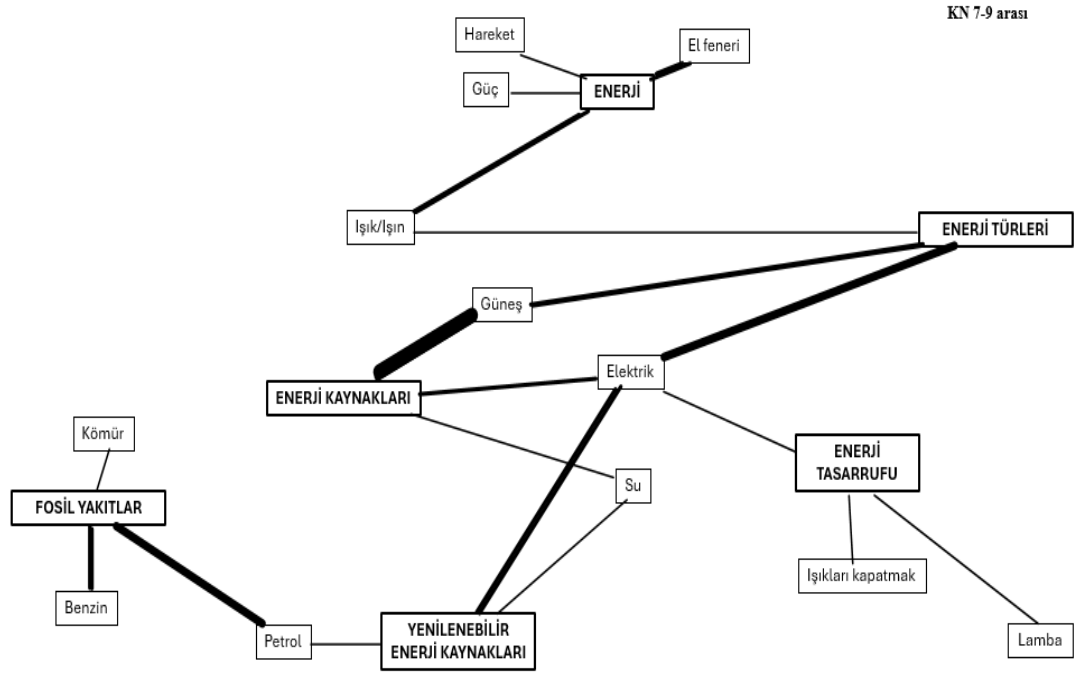 KN 7-9 arası
Hareket
El feneri
Güç
ENERJİ
Işık/Işın
ENERJİ TÜRLERİ
Güneş
Elektrik
ENERJİ KAYNAKLARI
Kömür
ENERJİ
TASARRUFU
Su
FOSİL YAKITLAR
Işıkları kapatmak
Benzin
Petrol
YENİLENEBİLİR
ENERJİ KAYNAKLARI
Lamba